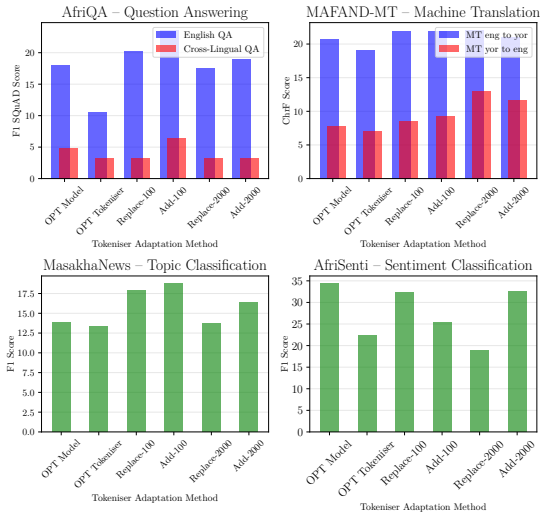 AfriQA – Question Answering
F1 SQuAD Score
20
15
10
5
0
English QA
Cross-Lingual QA
OPT Model
OPT Tokeniser
Replace-100
Add-100
Replace-2000
Add-2000
Tokeniser Adaptation Method
MAFAND-MT – Machine Translation
ChrF Score
20
15
10
5
0
MT eng to yor
MT yor to eng
OPT Model
OPT Tokeniser
Replace-100
Add-100
Replace-2000
Add-2000
Tokeniser Adaptation Method
MasakhaNews – Topic Classification
F1 Score
17.5
15.0
12.5
10.0
7.5
5.0
2.5
0.0
OPT Model
OPT Tokeniser
Replace-100
Add-100
Replace-2000
Add-2000
Tokeniser Adaptation Method
AfriSenti – Sentiment Classification
F1 Score
35
30
25
20
15
10
5
0
OPT Model
OPT Tokeniser
Replace-100
Add-100
Replace-2000
Add-2000
Tokeniser Adaptation Method